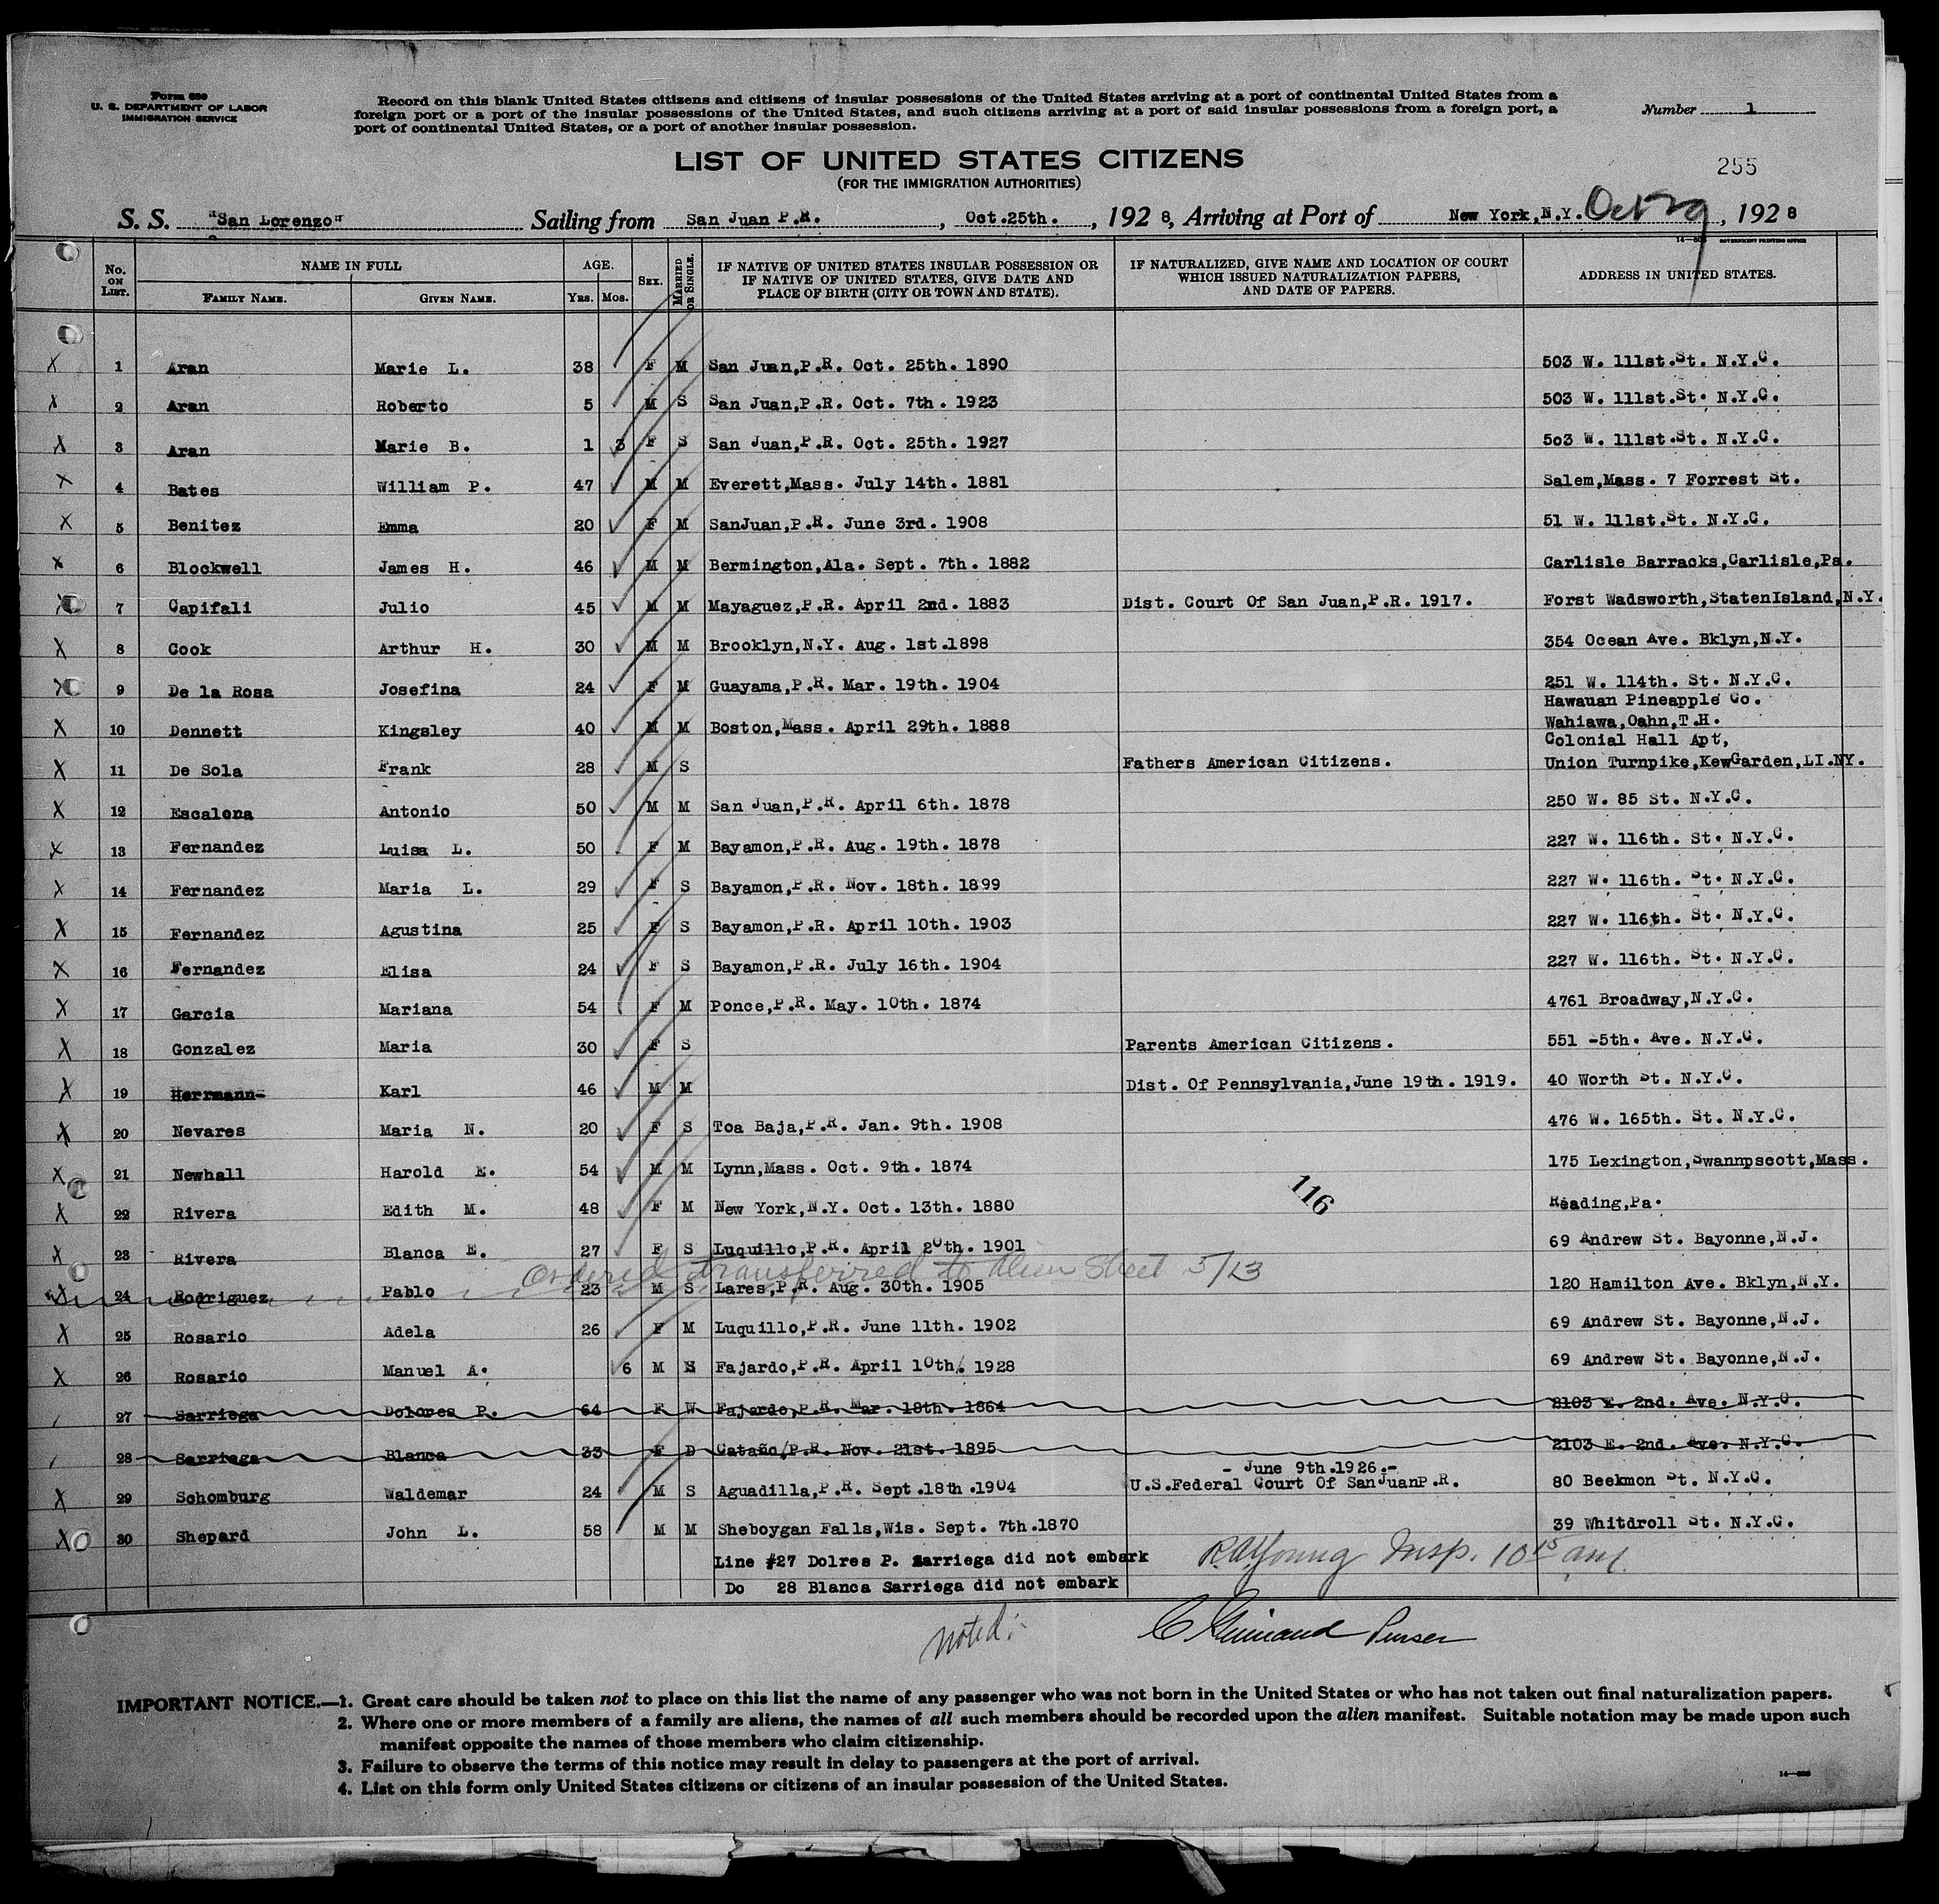 Form 630
U. S. DEPARTMENT OF LABOR
IMMIGRATION SERVICE
Record on this blank United States citizens and citizens of insular possessions of the United States arriving at a port of continental United States from a
foreign port or a port of the insular possessions of the United States, and such citizens arriving at a port of said insular possessions from a foreign port, a
port of continental United States, or a port of another insular possession.
Number 1
LIST OF UNITED STATES CITIZENS
(FOR THE IMMIGRATION AUTHORITIES)
255
S. S. "San Lorenzo" Sailing from San Juan P.R. , Oct.25th. , 192 8, Arriving at Port of New York, N.Y. Oct 29, 192 8
No. ON LIST. NAME IN FULL FAMILY NAME. GIVEN NAME. AGE. YRS. MOS. SEX. MARRIED OR SINGLE. IF NATIVE OF UNITED STATES INSULAR POSSESSION OR IF NATIVE OF UNITED STATES, GIVE DATE AND PLACE OF BIRTH (CITY OR TOWN AND STATE). IF NATURALIZED, GIVE NAME AND LOCATION OF COURT WHICH ISSUED NATURALIZATION PAPERS, AND DATE OF PAPERS. ADDRESS IN UNITED STATES.
X 1 Aran Marie L. 38 F M San Juan,P.R. Oct. 25th. 1890 503 W. 111st.St. N.Y.C.
X 2 Aran Roberto 5 M S San Juan,P.R. Oct. 7th. 1923 503 W. 111st.St. N.Y.C.
X 3 Aran Marie B. 1 3 F S San Juan,P.R. Oct. 25th. 1927 503 W. 111st.St. N.Y.C.
X 4 Bates William P. 47 M M Everett,Mass. July 14th. 1881 Salem,Mass. 7 Forrest St.
X 5 Benitez Emma 20 F M SanJuan,P.R. June 3rd. 1908 51 W. 111st.St. N.Y.C.
X 6 Blockwell James H. 46 M M Bermington,Ala. Sept. 7th. 1882 Carlisle Barracks,Carlisle,Pa.
X 7 Capifali Julio 45 M M Mayaguez,P.R. April 2nd. 1883 Dist. Court Of San Juan,P.R. 1917. Forst Wadsworth,StatenIsland,N.Y.
X 8 Cook Arthur H. 30 M M Brooklyn,N.Y. Aug. 1st.1898 354 Ocean Ave. Bklyn,N.Y.
X 9 De la Rosa Josefina 24 F M Guayama,P.R. Mar. 19th. 1904 251 W. 114th. St. N.Y.C.
Hawauan Pineapple Co.
X 10 Dennett Kingsley 40 M M Boston,Mass. April 29th. 1888 Wahiawa,Oahn,T.H.
Colonial Hall Apt,
X 11 De Sola Frank 28 M S Fathers American Citizens. Union Turnpike,KewGarden,LI.NY.
X 12 Escalona Antonio 50 M M San Juan,P.R. April 6th. 1878 250 W. 85 St. N.Y.C.
X 13 Fernandez Luisa L. 50 F M Bayamon,P.R. Aug. 19th. 1878 227 W. 116th. St. N.Y.C.
X 14 Fernandez Maria L. 29 F S Bayamon,P.R. Nov. 18th. 1899 227 W. 116th. St. N.Y.C.
X 15 Fernandez Agustina 25 F S Bayamon,P.R. April 10th. 1903 227 W. 116th. St. N.Y.C.
X 16 Fernandez Elisa 24 F S Bayamon,P.R. July 16th. 1904 227 W. 116th. St. N.Y.C.
X 17 Garcia Mariana 54 F M Ponce,P.R. May. 10th. 1874 4761 Broadway,N.Y.C.
X 18 Gonzalez Maria 30 F S Parents American Citizens. 551 -5th. Ave. N.Y.C.
X 19 Herrmann- Karl 46 M M Dist. Of Pennsylvania,June 19th. 1919. 40 Worth St. N.Y.C.
X 20 Nevares Maria N. 20 F S Toa Baja,P.R. Jan. 9th. 1908 476 W. 165th. St. N.Y.C.
X 21 Newhall Harold E. 54 M M Lynn,Mass. Oct. 9th. 1874 175 Lexington,Swannpscott,Mass.
116
X 22 Rivera Edith M. 48 F M New York,N.Y. Oct. 13th. 1880 Reading,Pa.
X 23 Rivera Blanca E. 27 F S Luquillo,P.R. April 20th. 1901 69 Andrew St. Bayonne,N.J.
Ordered transferred to Alien Sheet 5/23
X 24 Rodriguez Pablo 23 M S Lares,P.R. Aug. 30th. 1905 120 Hamilton Ave. Bklyn,N.Y.
X 25 Rosario Adela 26 F M Luquillo,P.R. June 11th. 1902 69 Andrew St. Bayonne,N.J.
X 26 Rosario Manuel A. 6 M S Fajardo,P.R. April 10th. 1928 69 Andrew St. Bayonne,N.J.
27 Sarriega Dolores P. 64 F W Fajardo,P.R. Mar. 18th. 1864 2103 E. 2nd. Ave. N.Y.C.
28 Sarriega Blanca 33 F D Cataño,P.R. Nov. 21st. 1895 2103 E. 2nd. Ave. N.Y.C.
- June 9th.1926.-
X 29 Schomburg Waldemar 24 M S Aguadilla,P.R. Sept.18th.1904 U.S.Federal Court Of SanJuanP.R. 80 Beekmon St. N.Y.C.
X 30 Shepard John L. 58 M M Sheboygan Falls,Wis. Sept. 7th.1870 39 Whitdroll St. N.Y.C.
Line #27 Dolres P. Sarriega did not embark
Do 28 Blanca Sarriega did not embark
R A Young Insp. 10 15 am.
noted:
Purser
IMPORTANT NOTICE.—1. Great care should be taken not to place on this list the name of any passenger who was not born in the United States or who has not taken out final naturalization papers.
2. Where one or more members of a family are aliens, the names of all such members should be recorded upon the alien manifest. Suitable notation may be made upon such
manifest opposite the names of those members who claim citizenship.
3. Failure to observe the terms of this notice may result in delay to passengers at the port of arrival.
4. List on this form only United States citizens or citizens of an insular possession of the United States.